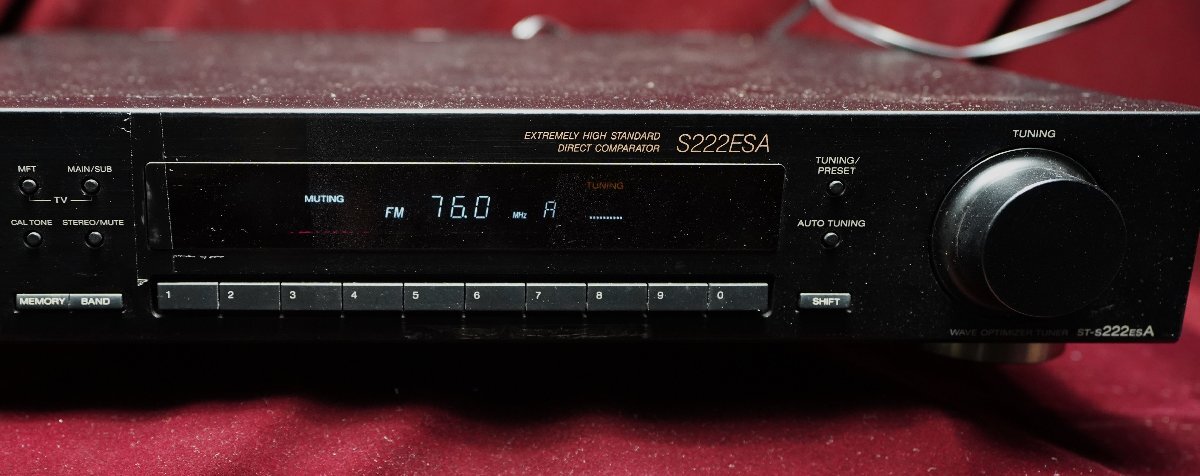 EXTREMELY HIGH STANDARD
DIRECT COMPARATOR
S222ESA
TUNING
MFT MAIN/SUB
TV
CAL TONE STEREO/MUTE
MEMORY BAND
MUTING
FM 76.0 MHz A
TUNING
TUNING/
PRESET
AUTO TUNING
1 2 3 4 5 6 7 8 9 0
SHIFT
WAVE OPTIMIZER TUNER ST-S222ESA